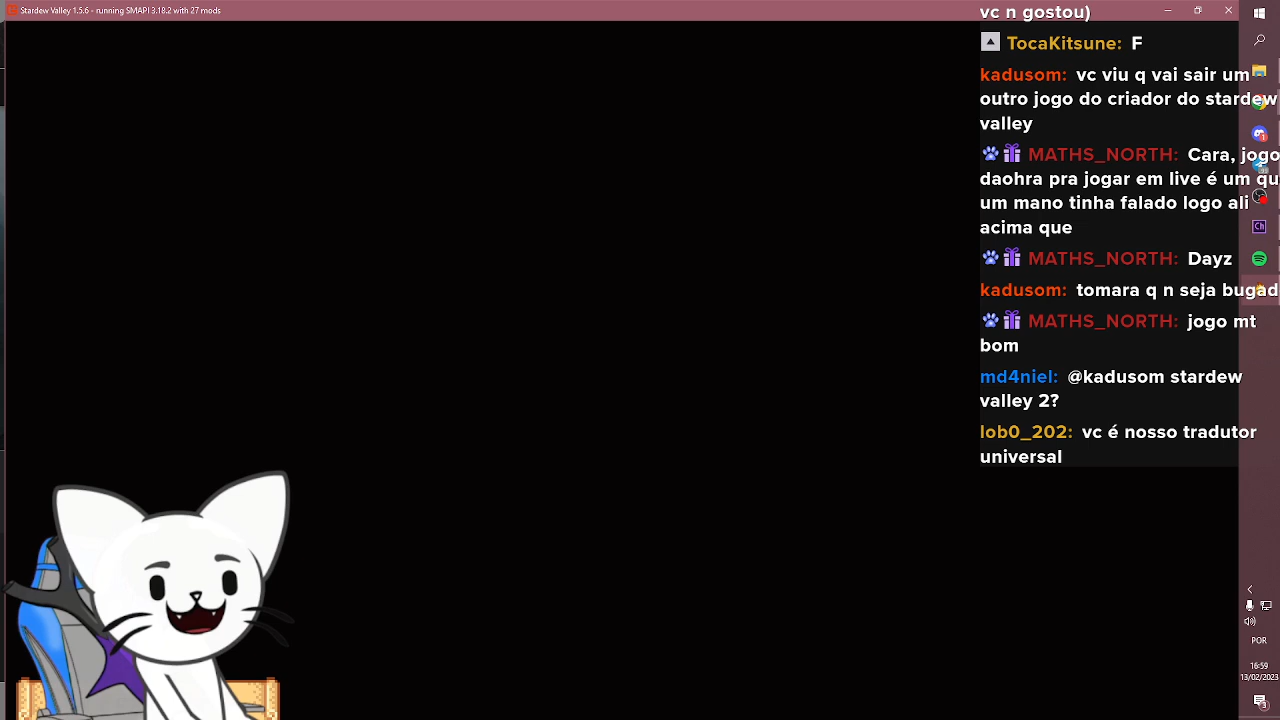 Stardew Valley 1.5.6 - running SMAPI 3.18.2 with 27 mods
vc n gostou)
TocaKitsune: F
kadusom: vc viu q vai sair um
outro jogo do criador do stardew
valley
MATHS_NORTH: Cara, jogo
daohra pra jogar em live é um qu
um mano tinha falado logo ali
acima que
MATHS_NORTH: Dayz
kadusom: tomara q n seja bugad
MATHS_NORTH: jogo mt
bom
md4niel: @kadusom stardew
valley 2?
lob0_202: vc é nosso tradutor
universal
Ch
POR
16:59
13/02/2023